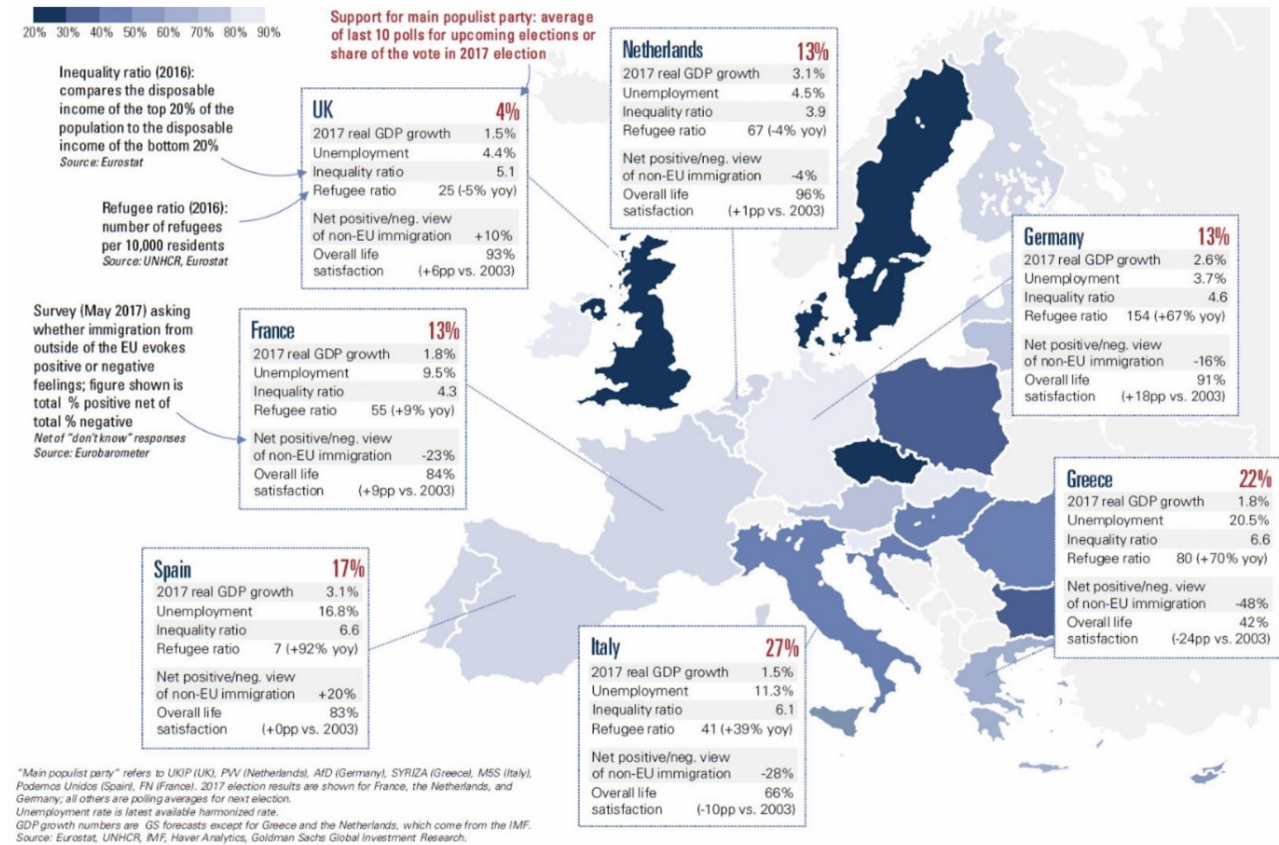 20% 30% 40% 50% 60% 70% 80% 90%
Support for main populist party: average
of last 10 polls for upcoming elections or
share of the vote in 2017 election
Inequality ratio (2016):
compares the disposable
income of the top 20% of the
population to the disposable
income of the bottom 20%
Source: Eurostat
Refugee ratio (2016):
number of refugees
per 10,000 residents
Source: UNHCR, Eurostat
Survey (May 2017) asking
whether immigration from
outside of the EU evokes
positive or negative
feelings; figure shown is
total % positive net of
total % negative
Net of "don't know" responses
Source: Eurobarometer
UK 4%
2017 real GDP growth 1.5%
Unemployment 4.4%
Inequality ratio 5.1
Refugee ratio 25 (-5% yoy)
Net positive/neg. view
of non-EU immigration +10%
Overall life 93%
satisfaction (+6pp vs. 2003)
Netherlands 13%
2017 real GDP growth 3.1%
Unemployment 4.5%
Inequality ratio 3.9
Refugee ratio 67 (-4% yoy)
Net positive/neg. view
of non-EU immigration -4%
Overall life 96%
satisfaction (+1pp vs. 2003)
Germany 13%
2017 real GDP growth 2.6%
Unemployment 3.7%
Inequality ratio 4.6
Refugee ratio 154 (+67% yoy)
Net positive/neg. view
of non-EU immigration -16%
Overall life 91%
satisfaction (+18pp vs. 2003)
France 13%
2017 real GDP growth 1.8%
Unemployment 9.5%
Inequality ratio 4.3
Refugee ratio 55 (+9% yoy)
Net positive/neg. view
of non-EU immigration -23%
Overall life 84%
satisfaction (+9pp vs. 2003)
Greece 22%
2017 real GDP growth 1.8%
Unemployment 20.5%
Inequality ratio 6.6
Refugee ratio 80 (+70% yoy)
Net positive/neg. view
of non-EU immigration -48%
Overall life 42%
satisfaction (-24pp vs. 2003)
Spain 17%
2017 real GDP growth 3.1%
Unemployment 16.8%
Inequality ratio 6.6
Refugee ratio 7 (+92% yoy)
Net positive/neg. view
of non-EU immigration +20%
Overall life 83%
satisfaction (+0pp vs. 2003)
Italy 27%
2017 real GDP growth 1.5%
Unemployment 11.3%
Inequality ratio 6.1
Refugee ratio 41 (+39% yoy)
Net positive/neg. view
of non-EU immigration -28%
Overall life 66%
satisfaction (-10pp vs. 2003)
"Main populist party" refers to UKIP (UK), PVV (Netherlands), AfD (Germany), SYRIZA (Greece), M5S (Italy),
Podemos Unidos (Spain), FN (France). 2017 election results are shown for France, the Netherlands, and
Germany; all others are polling averages for next election.
Unemployment rate is latest available harmonized rate.
GDP growth numbers are GS forecasts except for Greece and the Netherlands, which come from the IMF.
Source: Eurostat, UNHCR, IMF, Haver Analytics, Goldman Sachs Global Investment Research.